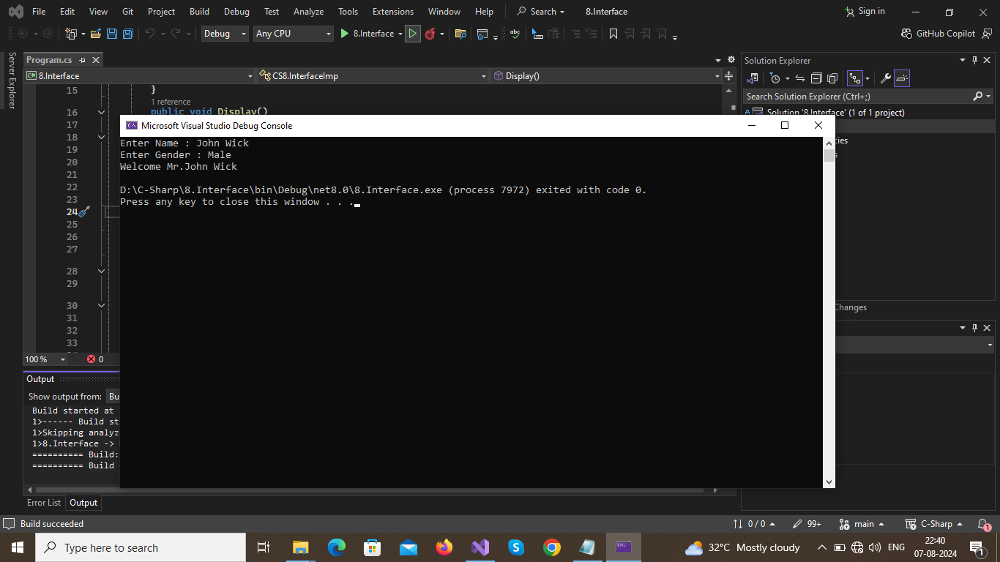 File Edit View Git Project Build Debug Test Analyze Tools Extensions Window Help Search 8.Interface Sign in
Debug Any CPU 8.Interface GitHub Copilot
Server Explorer
Program.cs
8.Interface CS8.InterfaceImp Display()
15 }
1 reference
16 public void Display()
17
18
19
20
21
22
23
24
25
26
27
28
29
30
31
32
33
100 % 0
Microsoft Visual Studio Debug Console
Enter Name : John Wick
Enter Gender : Male
Welcome Mr.John Wick
D:\C-Sharp\8.Interface\bin\Debug\net8.0\8.Interface.exe (process 7972) exited with code 0.
Press any key to close this window . . .
Solution Explorer
Search Solution Explorer (Ctrl+;)
Solution '8.Interface' (1 of 1 project)
cies
s
Changes
Output
Show output from: Bu
Build started at
1>------ Build st
1>Skipping analyz
1>8.Interface ->
========== Build:
========== Build
Error List Output
Build succeeded 0 / 0 99+ main C-Sharp 1
Type here to search 32°C Mostly cloudy ENG 22:40
07-08-2024 1